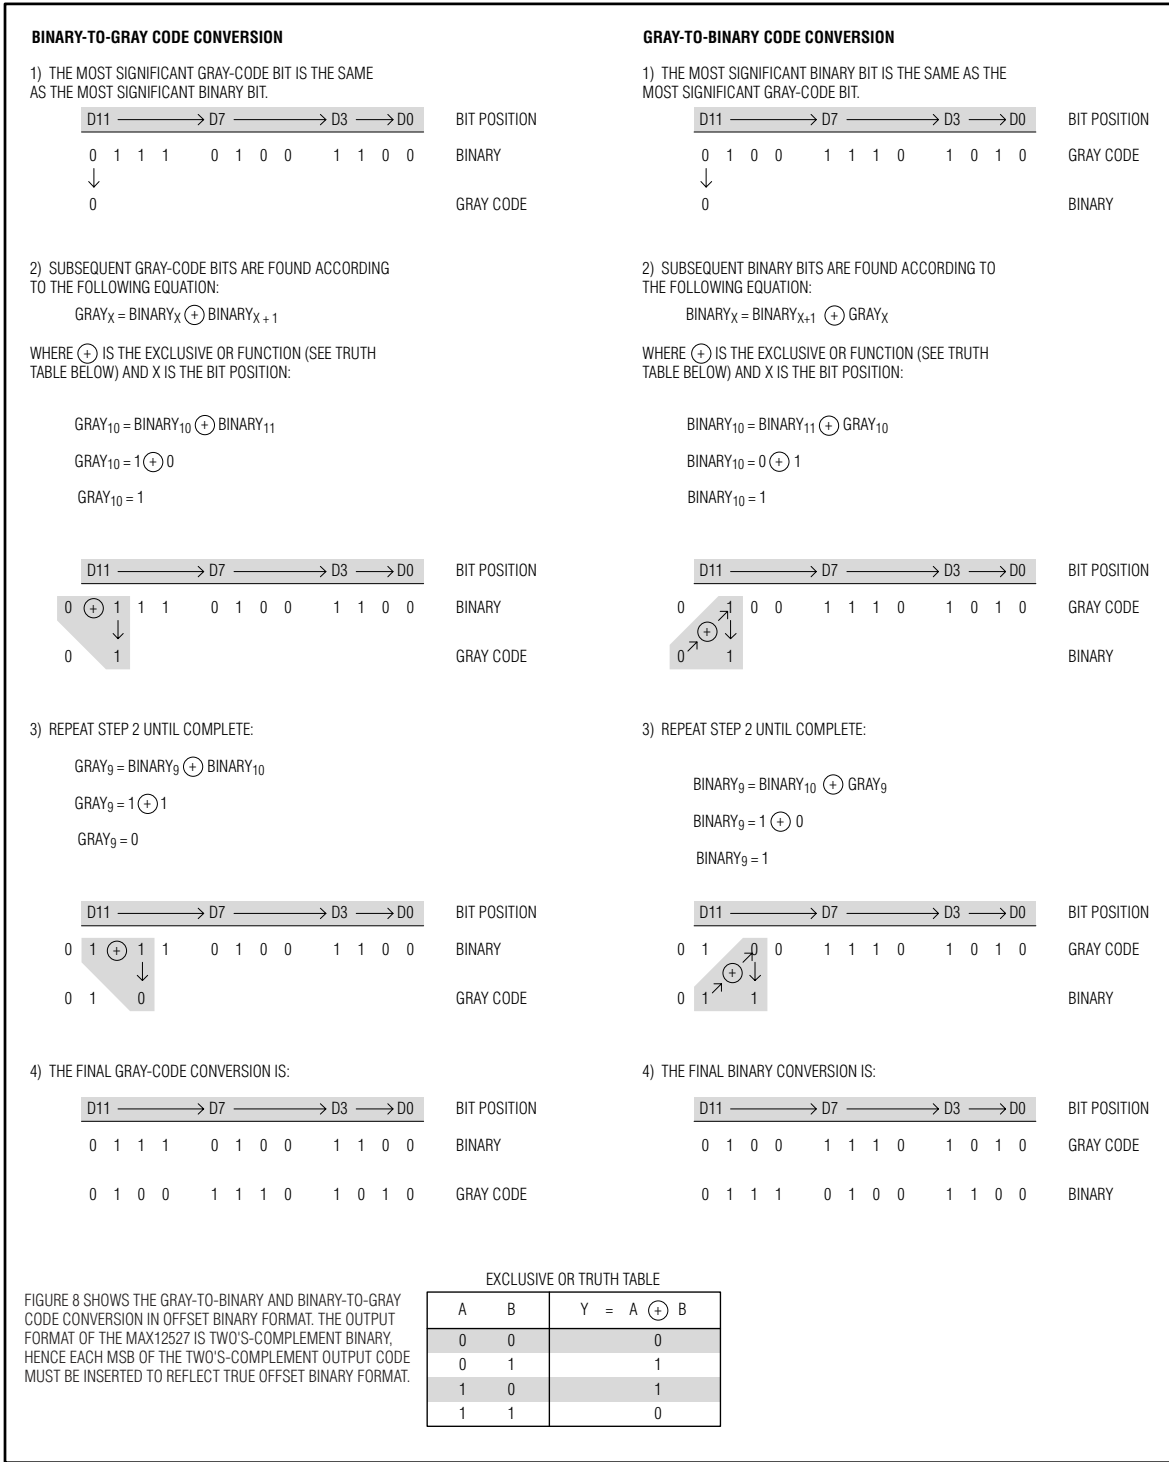 BINARY-TO-GRAY CODE CONVERSION
1) THE MOST SIGNIFICANT GRAY-CODE BIT IS THE SAME
AS THE MOST SIGNIFICANT BINARY BIT.
D11 → D7 → D3 → D0 BIT POSITION
0 1 1 1 0 1 0 0 1 1 0 0 BINARY
↓
0 GRAY CODE
2) SUBSEQUENT GRAY-CODE BITS ARE FOUND ACCORDING
TO THE FOLLOWING EQUATION:
GRAYX = BINARYX ⊕ BINARYX + 1
WHERE ⊕ IS THE EXCLUSIVE OR FUNCTION (SEE TRUTH
TABLE BELOW) AND X IS THE BIT POSITION:
GRAY10 = BINARY10 ⊕ BINARY11
GRAY10 = 1 ⊕ 0
GRAY10 = 1
D11 → D7 → D3 → D0 BIT POSITION
0 ⊕ 1 1 1 0 1 0 0 1 1 0 0 BINARY
↓
0 1 GRAY CODE
3) REPEAT STEP 2 UNTIL COMPLETE:
GRAY9 = BINARY9 ⊕ BINARY10
GRAY9 = 1 ⊕ 1
GRAY9 = 0
D11 → D7 → D3 → D0 BIT POSITION
0 1 ⊕ 1 1 0 1 0 0 1 1 0 0 BINARY
↓
0 1 0 GRAY CODE
4) THE FINAL GRAY-CODE CONVERSION IS:
D11 → D7 → D3 → D0 BIT POSITION
0 1 1 1 0 1 0 0 1 1 0 0 BINARY
0 1 0 0 1 1 1 0 1 0 1 0 GRAY CODE
GRAY-TO-BINARY CODE CONVERSION
1) THE MOST SIGNIFICANT BINARY BIT IS THE SAME AS THE
MOST SIGNIFICANT GRAY-CODE BIT.
D11 → D7 → D3 → D0 BIT POSITION
0 1 0 0 1 1 1 0 1 0 1 0 GRAY CODE
↓
0 BINARY
2) SUBSEQUENT BINARY BITS ARE FOUND ACCORDING TO
THE FOLLOWING EQUATION:
BINARYX = BINARYX+1 ⊕ GRAYX
WHERE ⊕ IS THE EXCLUSIVE OR FUNCTION (SEE TRUTH
TABLE BELOW) AND X IS THE BIT POSITION:
BINARY10 = BINARY11 ⊕ GRAY10
BINARY10 = 0 ⊕ 1
BINARY10 = 1
D11 → D7 → D3 → D0 BIT POSITION
0 1 0 0 1 1 1 0 1 0 1 0 GRAY CODE
⊕ ↓
0 1 BINARY
3) REPEAT STEP 2 UNTIL COMPLETE:
BINARY9 = BINARY10 ⊕ GRAY9
BINARY9 = 1 ⊕ 0
BINARY9 = 1
D11 → D7 → D3 → D0 BIT POSITION
0 1 0 0 1 1 1 0 1 0 1 0 GRAY CODE
⊕ ↓
0 1 1 BINARY
4) THE FINAL BINARY CONVERSION IS:
D11 → D7 → D3 → D0 BIT POSITION
0 1 0 0 1 1 1 0 1 0 1 0 GRAY CODE
0 1 1 1 0 1 0 0 1 1 0 0 BINARY
FIGURE 8 SHOWS THE GRAY-TO-BINARY AND BINARY-TO-GRAY
CODE CONVERSION IN OFFSET BINARY FORMAT. THE OUTPUT
FORMAT OF THE MAX12527 IS TWO'S-COMPLEMENT BINARY,
HENCE EACH MSB OF THE TWO'S-COMPLEMENT OUTPUT CODE
MUST BE INSERTED TO REFLECT TRUE OFFSET BINARY FORMAT.
EXCLUSIVE OR TRUTH TABLE
A B Y = A ⊕ B
0 0 0
0 1 1
1 0 1
1 1 0